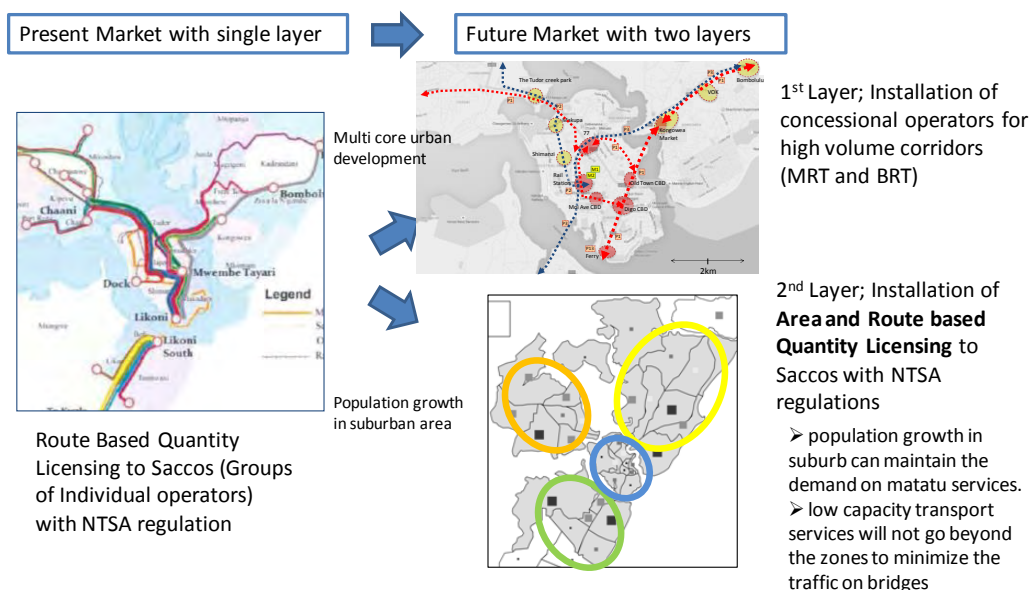 Present Market with single layer
Future Market with two layers
Chaani
Bombolu
Mwembe Tayari
Dock
Likoni
Likoni
South
Legend
Route Based Quantity
Licensing to Saccos (Groups
of Individual operators)
with NTSA regulation
Multi core urban
development
Population growth
in suburban area
The Tudor creek park
Bombolulu
VOK
Makupa
Kongowea
Market
Shimanzi
Rail
Station
Old Town CBD
Moi Ave CBD
Digo CBD
Ferry
2km
1st Layer; Installation of
concessional operators for
high volume corridors
(MRT and BRT)
2nd Layer; Installation of
Area and Route based
Quantity Licensing to
Saccos with NTSA
regulations
➢ population growth in
suburb can maintain the
demand on matatu services.
➢ low capacity transport
services will not go beyond
the zones to minimize the
traffic on bridges